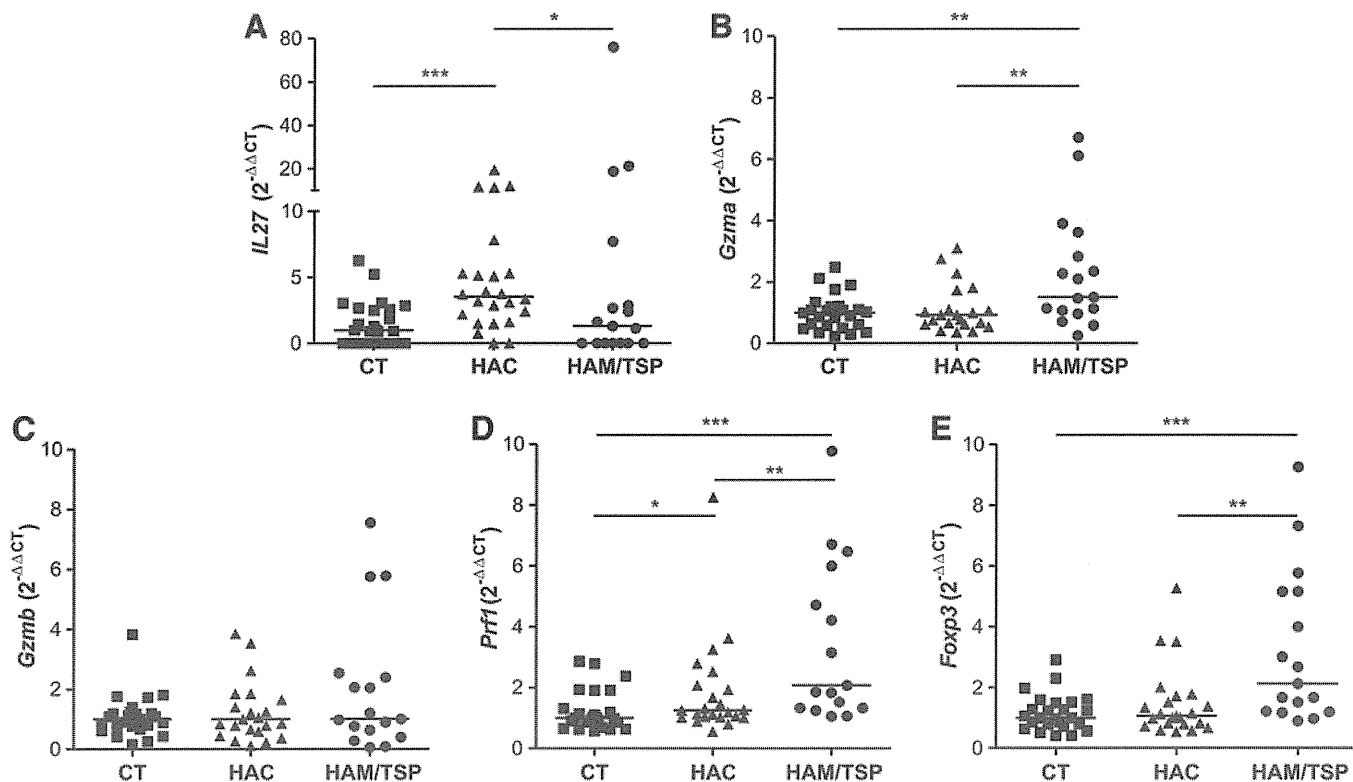 A
IL27 (2^-ΔΔCT)
80
60
40
20
10
5
0
***
*
CT HAC HAM/TSP
B
Gzma (2^-ΔΔCT)
10
8
6
4
2
0
**
**
CT HAC HAM/TSP
C
Gzmb (2^-ΔΔCT)
10
8
6
4
2
0
CT HAC HAM/TSP
D
Prf1 (2^-ΔΔCT)
10
8
6
4
2
0
***
**
*
CT HAC HAM/TSP
E
Foxp3 (2^-ΔΔCT)
10
8
6
4
2
0
***
**
CT HAC HAM/TSP